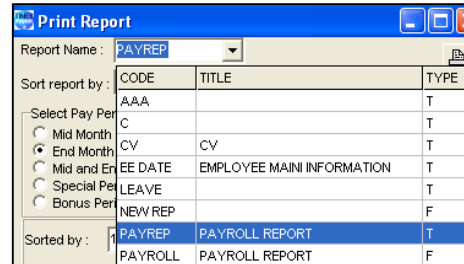 Print Report
Report Name : PAYREP
Sort report by :
CODE TITLE TYPE
AAA T
Select Pay Per
C T
Mid Month
CV CV T
End Month
EE DATE EMPLOYEE MAINI INFORMATION T
Mid and En
LEAVE T
Special Per
NEW REP F
Bonus Peri
PAYREP PAYROLL REPORT T
Sorted by : 1
PAYROLL PAYROLL REPORT F